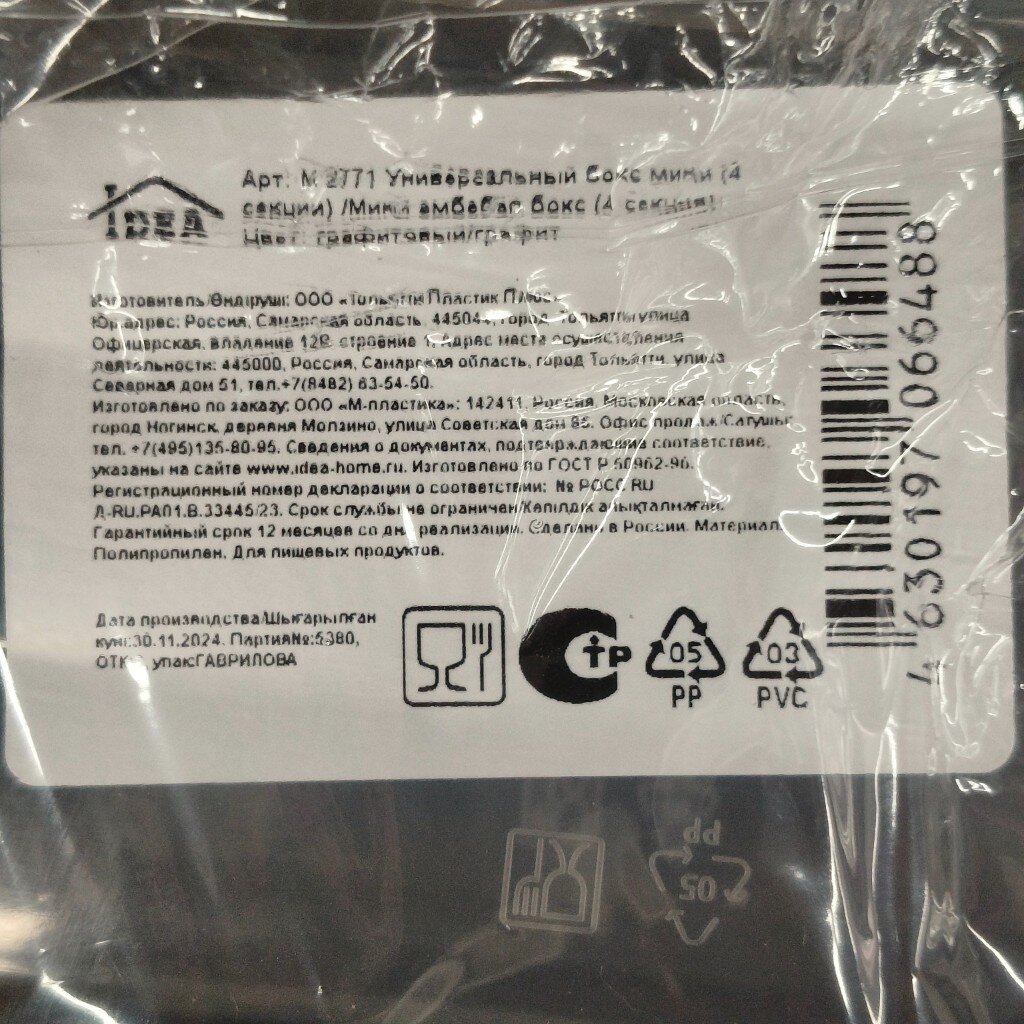 IDEA
Арт: М 2771 Универсальный бокс мини (4
секции) /Мини амбебап бокс (4 секция)
Цвет: графитовый/графит
Изготовитель/Өндіруші: ООО «Тольятти Пластик Плюс»
Юр.адрес: Россия, Самарская область, 445044, город Тольятти улица
Офицерская, владение 12В, строение 1. Адрес места осуществления
деятельности: 445000, Россия, Самарская область, город Тольятти, улица
Северная дом 51, тел.+7(8482) 63-54-50.
Изготовлено по заказу: ООО «М-пластика»: 142411, Россия, Московская область,
город Ногинск, деревня Молзино, улица Советская дом 85. Офис продаж/Сатушы:
тел. +7(495)135-80-95. Сведения о документах, подтверждающие соответствие,
указаны на сайте www.idea-home.ru. Изготовлено по ГОСТ Р 50962-96.
Регистрационный номер декларации о соответствии: № РОСС RU
Д-RU.РА01.В.33445/23. Срок службы не ограничен/Кепілдік айықталмаған.
Гарантийный срок 12 месяцев со дня реализации. Сделано в России. Материал:
Полипропилен. Для пищевых продуктов.
Дата производства/Шығарылған
күні:30.11.2024. Партия№:5380,
ОТК: упак:ГАВРИЛОВА
тр
05
PP
03
PVC
4 630197 066488
05
PP